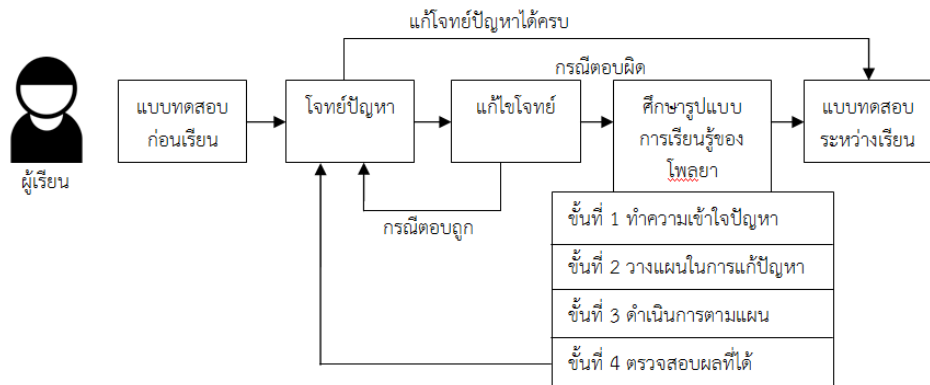 แก้โจทย์ปัญหาได้ครบ
กรณีตอบผิด
ผู้เรียน
แบบทดสอบ
ก่อนเรียน
โจทย์ปัญหา
แก้ไขโจทย์
ศึกษารูปแบบ
การเรียนรู้ของ
โพลยา
แบบทดสอบ
ระหว่างเรียน
กรณีตอบถูก
ขั้นที่ 1 ทำความเข้าใจปัญหา
ขั้นที่ 2 วางแผนในการแก้ปัญหา
ขั้นที่ 3 ดำเนินการตามแผน
ขั้นที่ 4 ตรวจสอบผลที่ได้